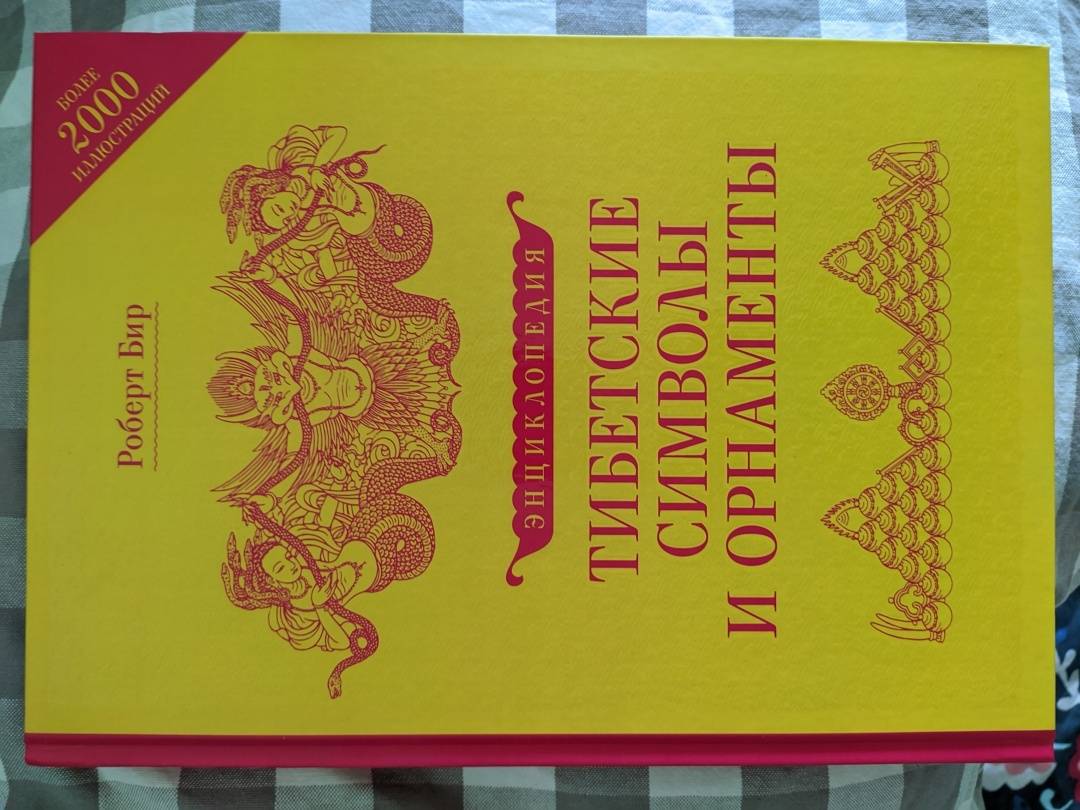 БОЛЕЕ
2000
ИЛЛЮСТРАЦИЙ
Роберт Бир
ЭНЦИКЛОПЕДИЯ
ТИБЕТСКИЕ
СИМВОЛЫ
И ОРНАМЕНТЫ